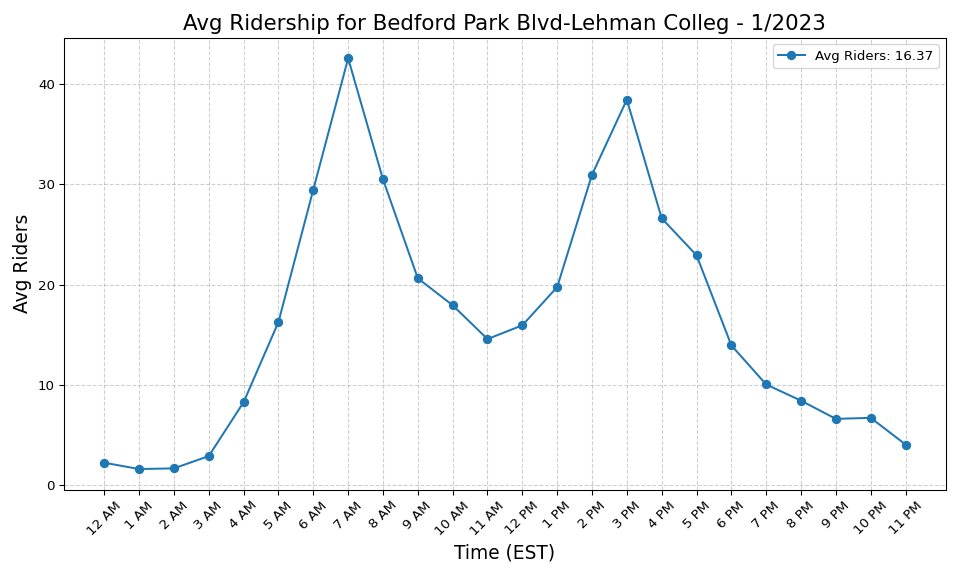 Avg Ridership for Bedford Park Blvd-Lehman Colleg - 1/2023
Avg Riders: 16.37
Avg Riders
40
30
20
10
0
12 AM 1 AM 2 AM 3 AM 4 AM 5 AM 6 AM 7 AM 8 AM 9 AM 10 AM 11 AM 12 PM 1 PM 2 PM 3 PM 4 PM 5 PM 6 PM 7 PM 8 PM 9 PM 10 PM 11 PM
Time (EST)